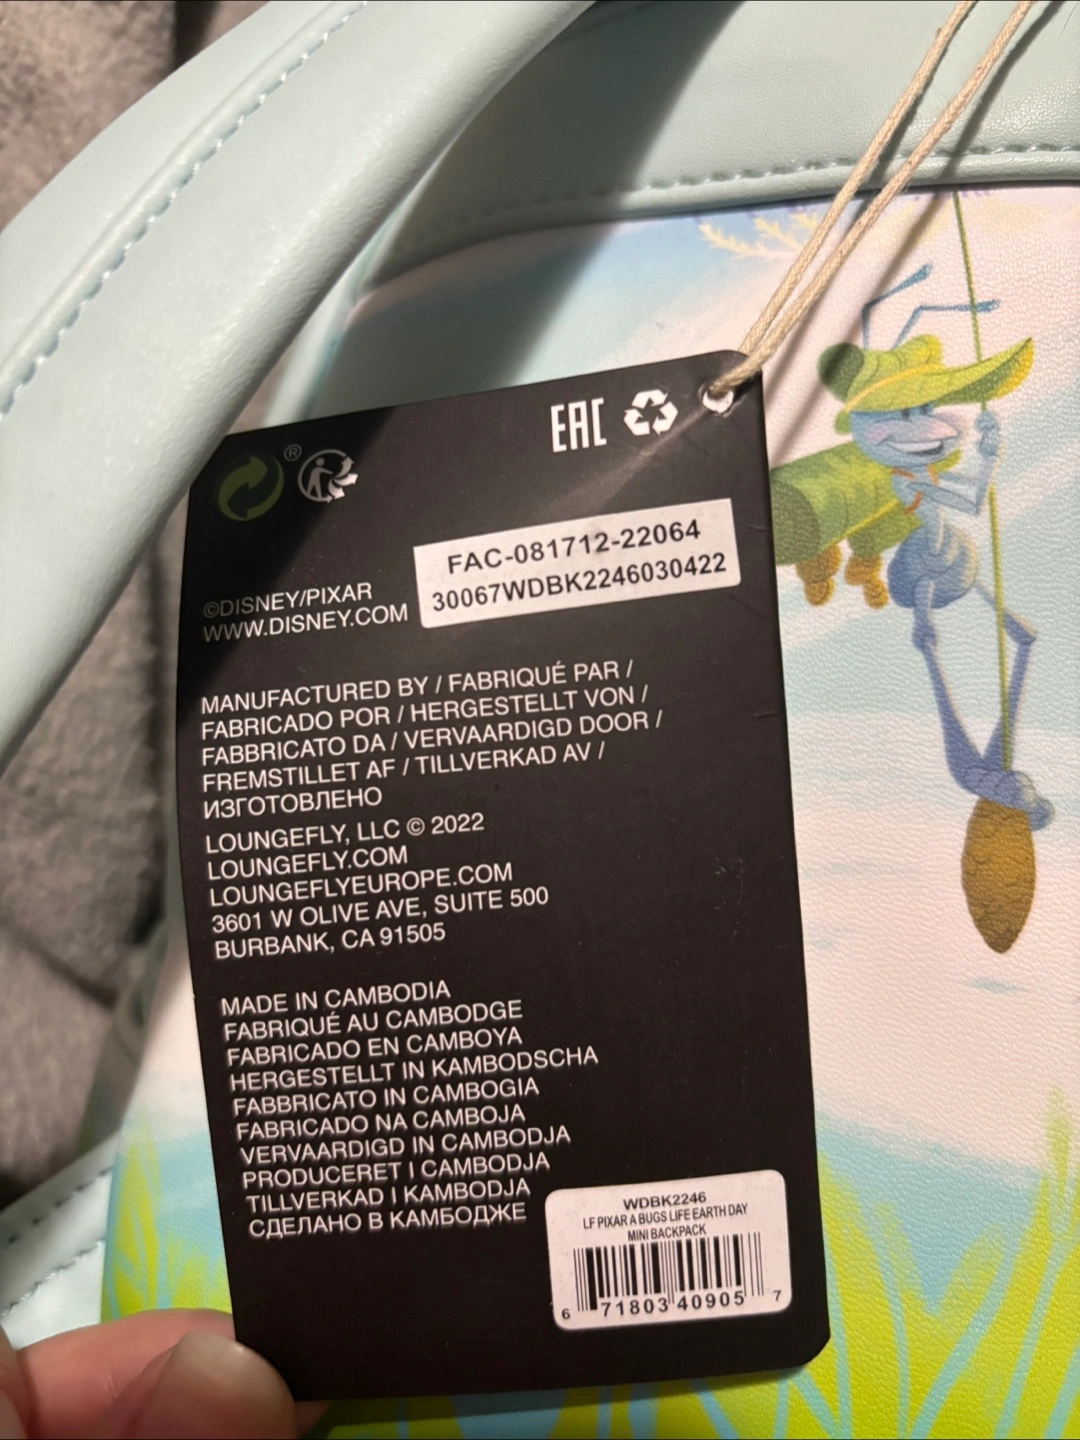 EAC
®
FAC-081712-22064
30067WDBK2246030422
©DISNEY/PIXAR
WWW.DISNEY.COM
MANUFACTURED BY / FABRIQUÉ PAR /
FABRICADO POR / HERGESTELLT VON /
FABBRICATO DA / VERVAARDIGD DOOR /
FREMSTILLET AF / TILLVERKAD AV /
ИЗГОТОВЛЕНО
LOUNGEFLY, LLC © 2022
LOUNGEFLY.COM
LOUNGEFLYEUROPE.COM
3601 W OLIVE AVE, SUITE 500
BURBANK, CA 91505
MADE IN CAMBODIA
FABRIQUÉ AU CAMBODGE
FABRICADO EN CAMBOYA
HERGESTELLT IN KAMBODSCHA
FABBRICATO IN CAMBOGIA
FABRICADO NA CAMBOJA
VERVAARDIGD IN CAMBODJA
PRODUCERET I CAMBODJA
TILLVERKAD I KAMBODJA
СДЕЛАНО В КАМБОДЖЕ
WDBK2246
LF PIXAR A BUGS LIFE EARTH DAY
MINI BACKPACK
6 71803 40905 7